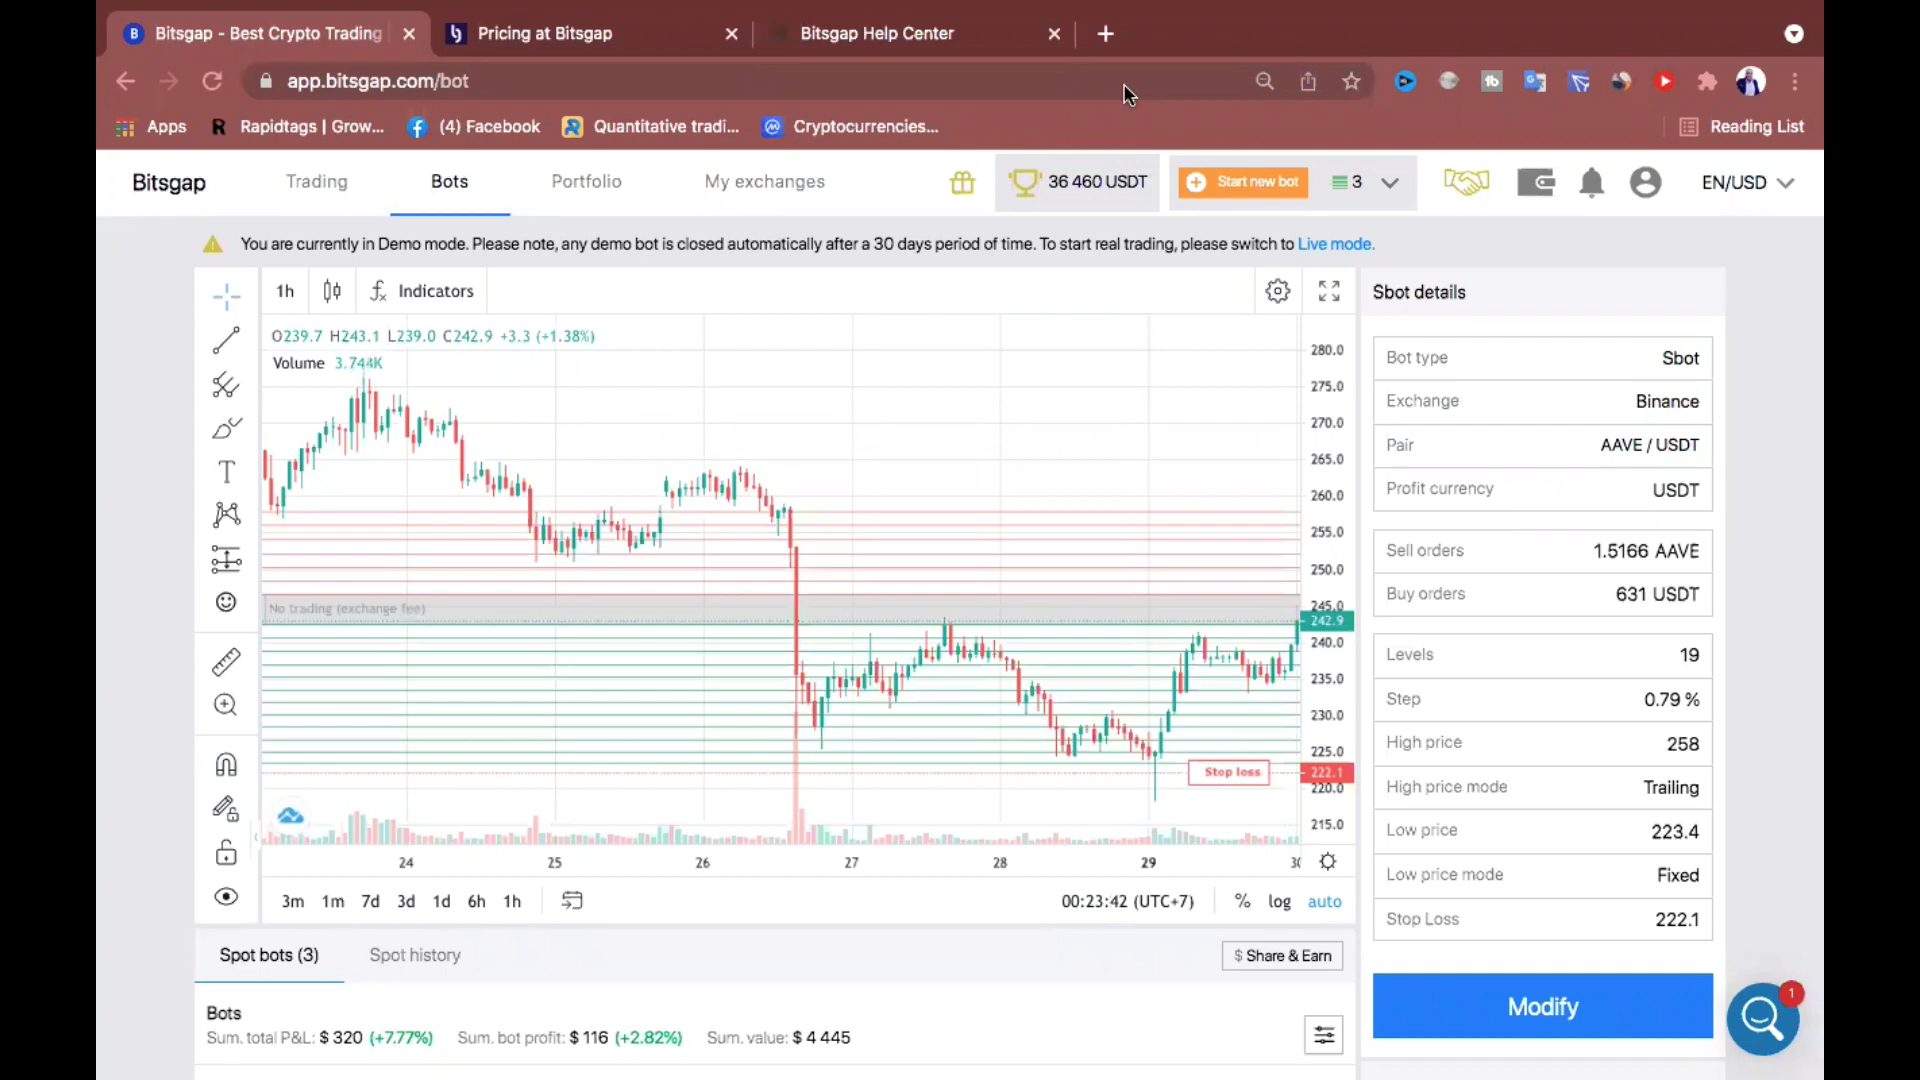 Bitsgap - Best Crypto Trading
Pricing at Bitsgap
Bitsgap Help Center
app.bitsgap.com/bot
Apps
Rapidtags | Grow...
(4) Facebook
Quantitative tradi...
Cryptocurrencies...
Reading List
Bitsgap
Trading
Bots
Portfolio
My exchanges
36 460 USDT
Start new bot
3
EN/USD
You are currently in Demo mode. Please note, any demo bot is closed automatically after a 30 days period of time. To start real trading, please switch to Live mode.
1h
Indicators
O239.7 H243.1 L239.0 C242.9 +3.3 (+1.38%)
Volume 3.744K
280.0
275.0
270.0
265.0
260.0
255.0
250.0
245.0
No trading (exchange fee)
242.9
240.0
235.0
230.0
225.0
Stop loss
222.1
220.0
215.0
24 25 26 27 28 29
3m 1m 7d 3d 1d 6h 1h
00:23:42 (UTC+7)
% log auto
Sbot details
Bot type Sbot
Exchange Binance
Pair AAVE / USDT
Profit currency USDT
Sell orders 1.5166 AAVE
Buy orders 631 USDT
Levels 19
Step 0.79 %
High price 258
High price mode Trailing
Low price 223.4
Low price mode Fixed
Stop Loss 222.1
Modify
1
Spot bots (3)
Spot history
$ Share & Earn
Bots
Sum. total P&L: $ 320 (+7.77%) Sum. bot profit: $ 116 (+2.82%) Sum. value: $ 4 445